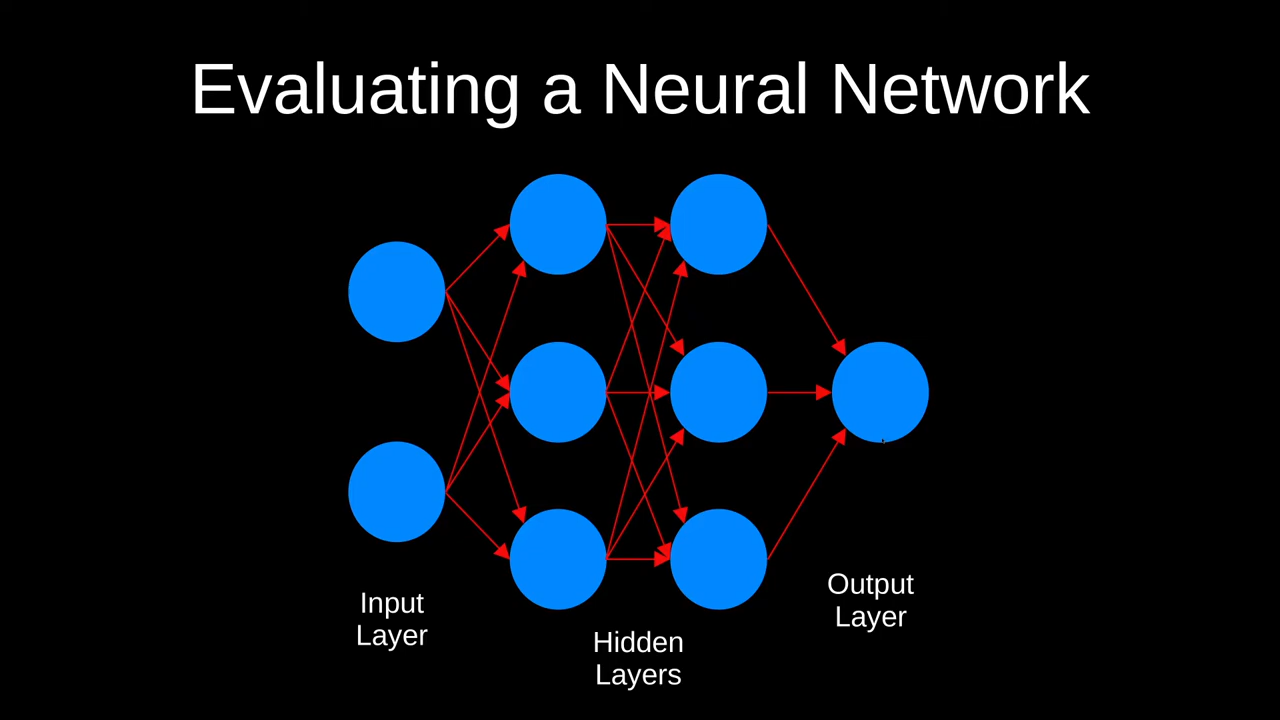 Evaluating a Neural Network
Input
Layer
Hidden
Layers
Output
Layer